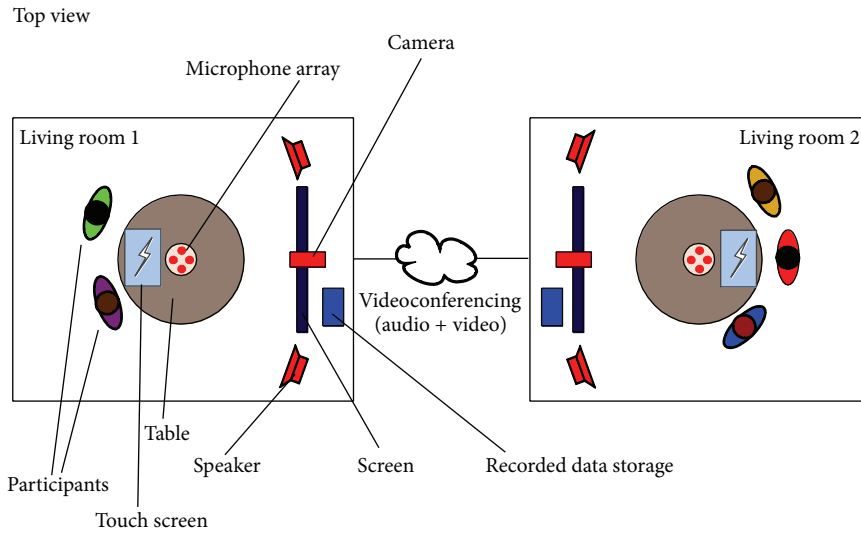 Top view
Camera
Microphone array
Living room 1
Living room 2
Videoconferencing
(audio + video)
Table
Speaker
Screen
Recorded data storage
Participants
Touch screen